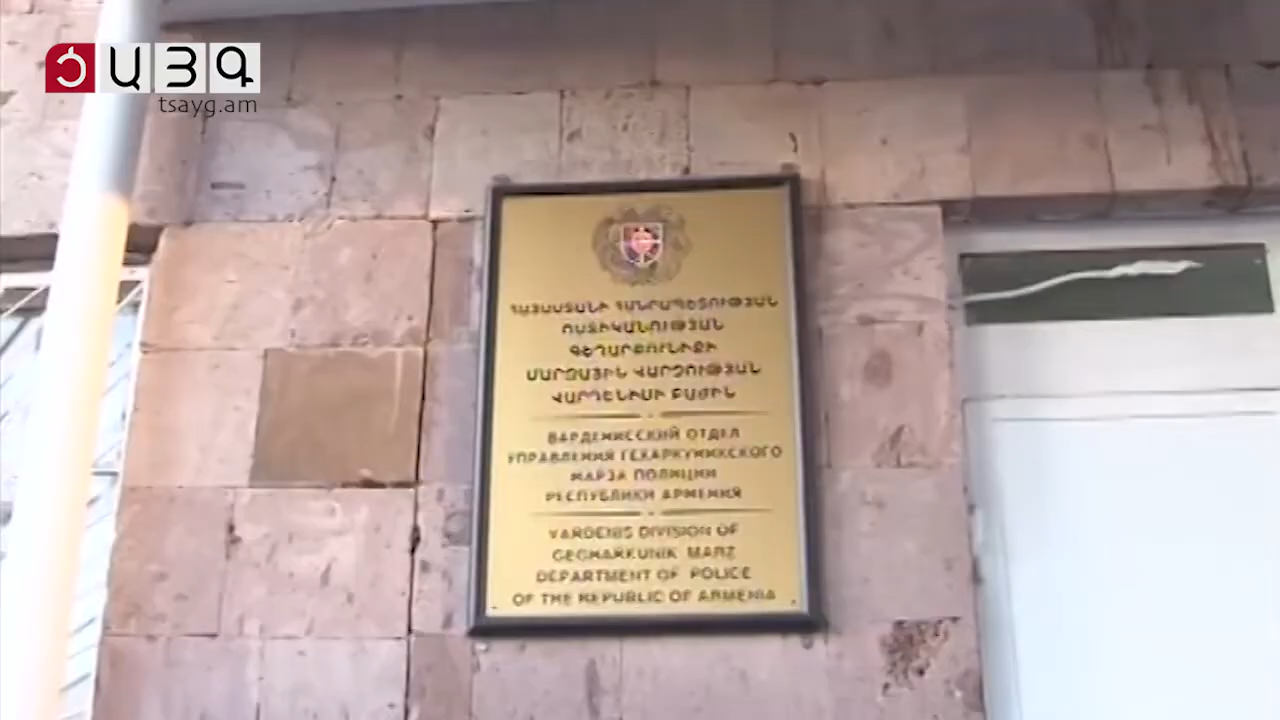 ՑԱՅԳ
tsayg.am
ՀԱՅԱՍՏԱՆԻ ՀԱՆՐԱՊԵՏՈՒԹՅԱՆ
ՈՍՏԻԿԱՆՈՒԹՅԱՆ
ԳԵՂԱՐՔՈՒՆԻՔԻ
ՄԱՐԶԱՅԻՆ ՎԱՐՉՈՒԹՅԱՆ
ՎԱՐԴԵՆԻՍԻ ԲԱԺԻՆ
ВАРДЕНИССКИЙ ОТДЕЛ
УПРАВЛЕНИЯ ГЕХАРКУНИКСКОГО
МАРЗА ПОЛИЦИИ
РЕСПУБЛИКИ АРМЕНИЯ
VARDENIS DIVISION OF
GEGHARKUNIK MARZ
DEPARTMENT OF POLICE
OF THE REPUBLIC OF ARMENIA